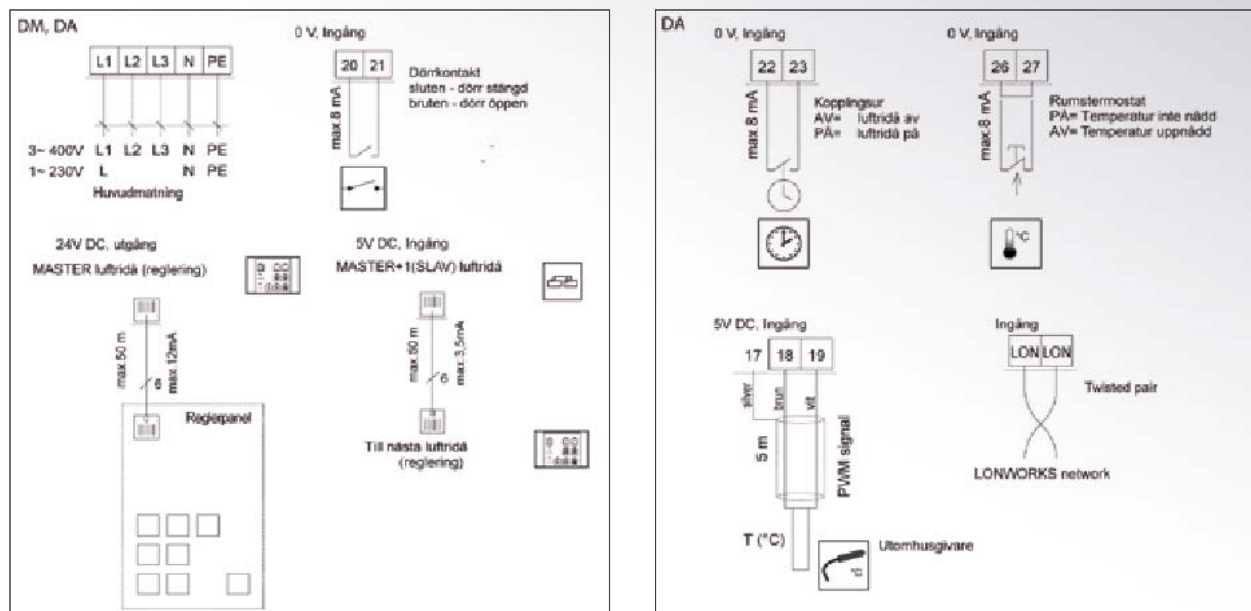 DM, DA
L1 L2 L3 N PE
3~ 400V L1 L2 L3 N PE
1~ 230V L N PE
Huvudmatning
0 V, Ingång
20 21
max.8 mA
Dörrkontakt
sluten - dörr stängd
bruten - dörr öppen
24V DC, utgång
MASTER luftridå (reglering)
max.50 m
max.12mA
Reglerpanel
5V DC, Ingång
MASTER+1(SLAV) luftridå
max.50 m
6
max.3,5mA
Till nästa luftridå
(reglering)
DA
0 V, Ingång
22 23
max.8 mA
Kopplingsur
AV= luftridå av
PÅ= luftridå på
0 V, Ingång
26 27
max.8 mA
Rumstermostat
PÅ= Temperatur inte nådd
AV= Temperatur uppnådd
°C
5V DC, Ingång
17 18 19
silver
brun
vit
5 m
PWM signal
T (°C)
Utomhusgivare
Ingång
LON LON
Twisted pair
LONWORKS network